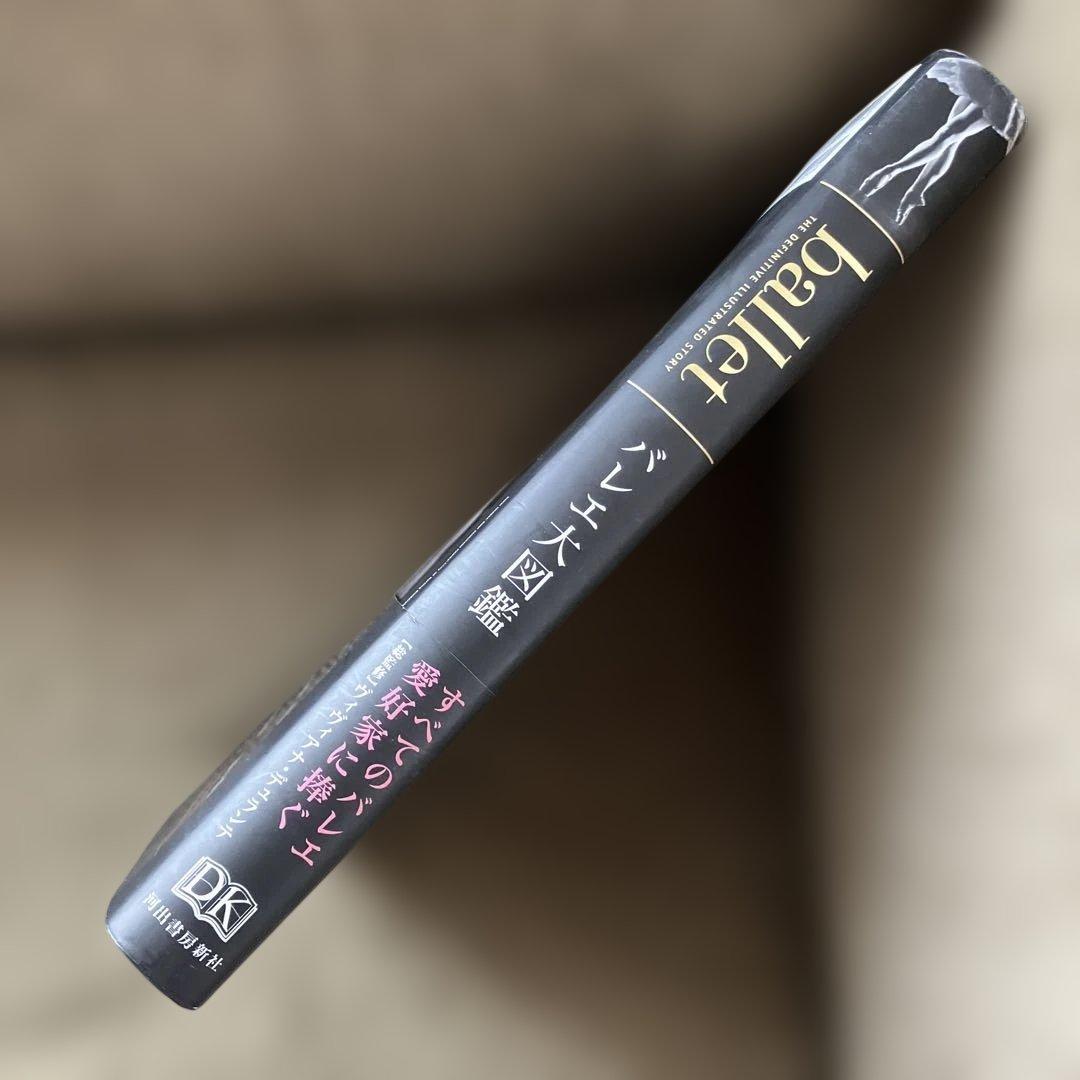 ballet
THE DEFINITIVE ILLUSTRATED STORY
バレエ大図鑑
すべてのバレエ
愛好家に捧ぐ
[総監修]ヴィヴィアナ・デュランテ
DK
河出書房新社